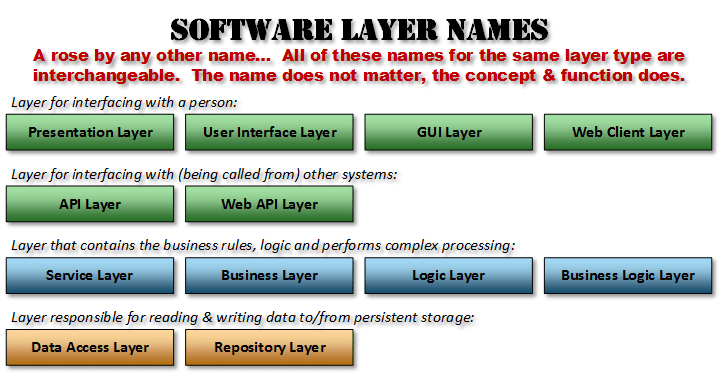 SOFTWARE LAYER NAMES
A rose by any other name... All of these names for the same layer type are
interchangeable. The name does not matter, the concept & function does.
Layer for interfacing with a person:
Presentation Layer User Interface Layer GUI Layer Web Client Layer
Layer for interfacing with (being called from) other systems:
API Layer Web API Layer
Layer that contains the business rules, logic and performs complex processing:
Service Layer Business Layer Logic Layer Business Logic Layer
Layer responsible for reading & writing data to/from persistent storage:
Data Access Layer Repository Layer